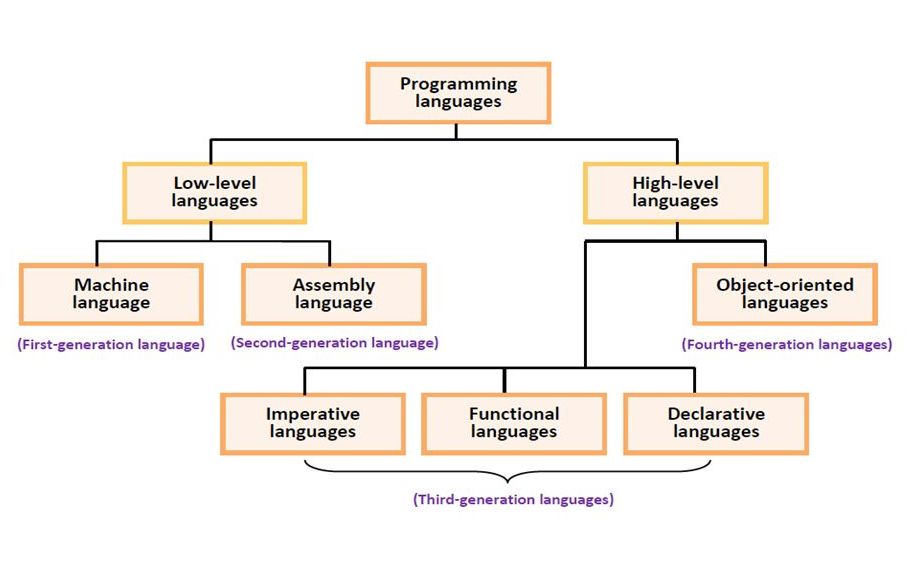 Programming
languages
Low-level
languages
High-level
languages
Machine
language
Assembly
language
Object-oriented
languages
(First-generation language)
(Second-generation language)
(Fourth-generation languages)
Imperative
languages
Functional
languages
Declarative
languages
(Third-generation languages)